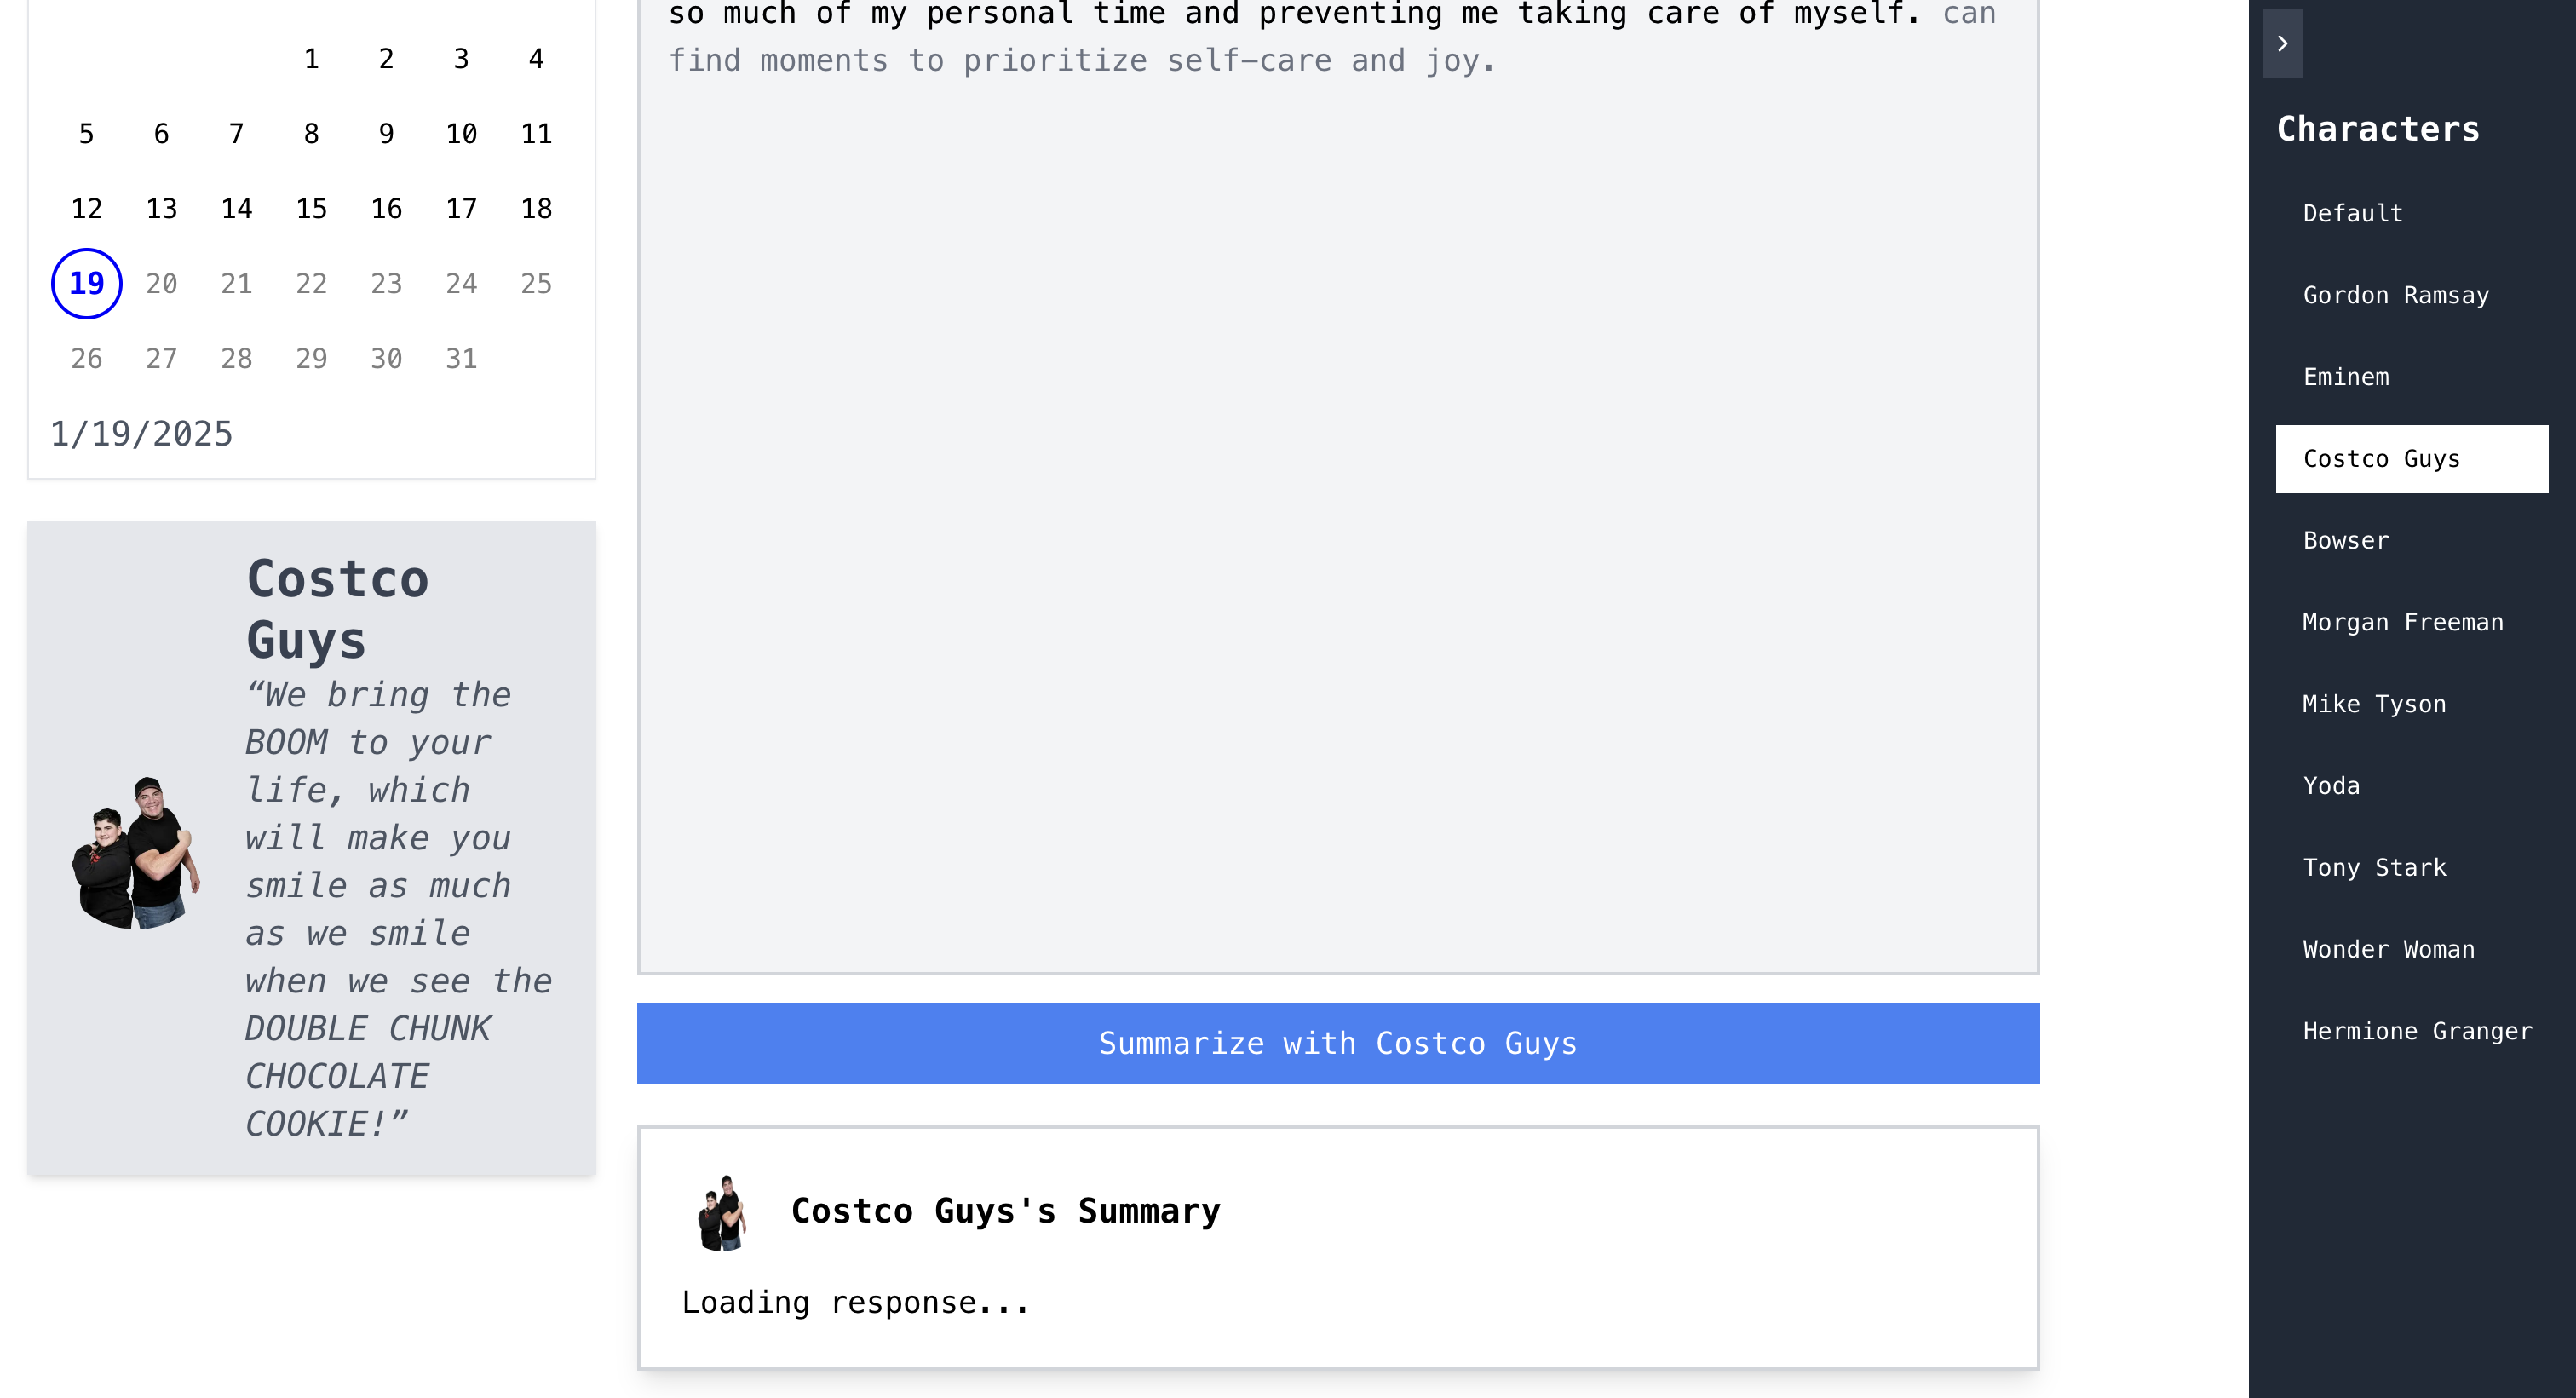 1 2 3 4
5 6 7 8 9 10 11
12 13 14 15 16 17 18
19 20 21 22 23 24 25
26 27 28 29 30 31
1/19/2025
Costco
Guys
“We bring the
BOOM to your
life, which
will make you
smile as much
as we smile
when we see the
DOUBLE CHUNK
CHOCOLATE
COOKIE!”
so much of my personal time and preventing me taking care of myself. can
find moments to prioritize self-care and joy.
Summarize with Costco Guys
Costco Guys's Summary
Loading response...
Characters
Default
Gordon Ramsay
Eminem
Costco Guys
Bowser
Morgan Freeman
Mike Tyson
Yoda
Tony Stark
Wonder Woman
Hermione Granger